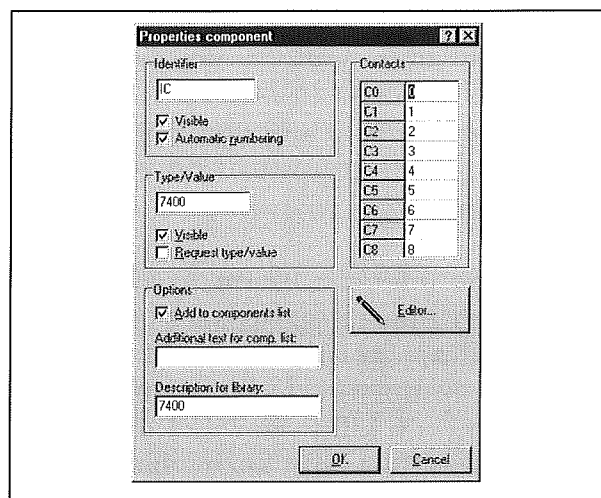 Properties component
Identifier
IC
Visible
Automatic numbering
Type/Value
7400
Visible
Request type/value
Options
Add to components list
Additional text for comp. list:
Description for library:
7400
Contacts
C0 0
C1 1
C2 2
C3 3
C4 4
C5 5
C6 6
C7 7
C8 8
Editor...
OK
Cancel